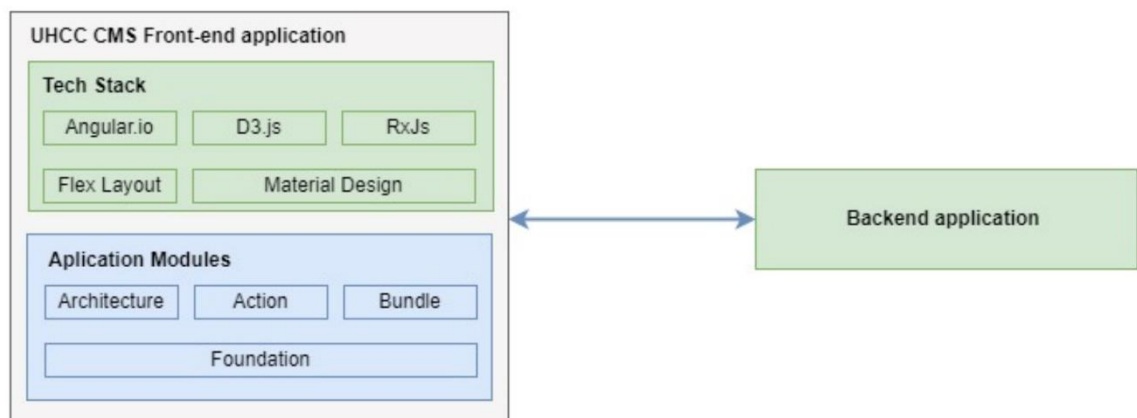 UHCC CMS Front-end application
Tech Stack
Angular.io D3.js RxJs
Flex Layout Material Design
Backend application
Aplication Modules
Architecture Action Bundle
Foundation